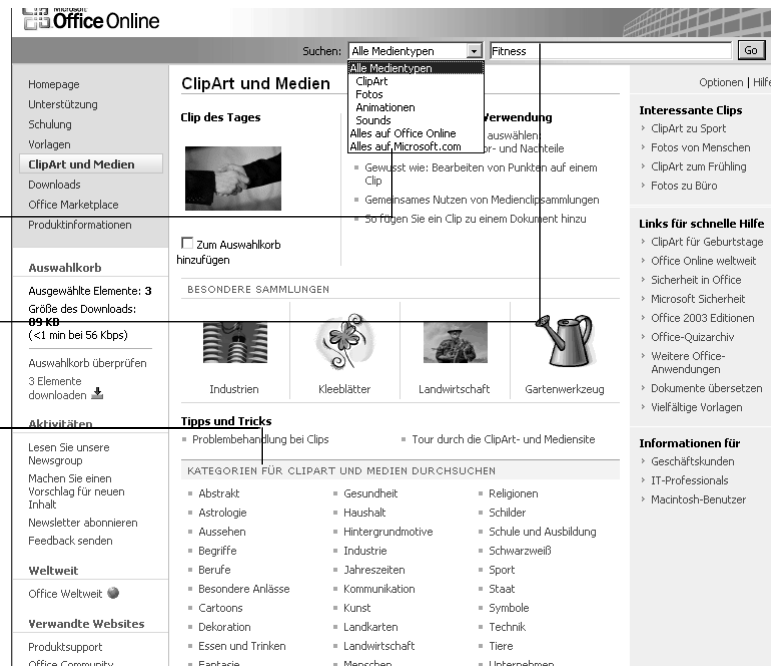 Microsoft
Office Online
Suchen: Alle Medientypen Fitness Go
Alle Medientypen
ClipArt
Fotos
Animationen
Sounds
Alles auf Office Online
Alles auf Microsoft.com
Homepage
Unterstützung
Schulung
Vorlagen
ClipArt und Medien
Downloads
Office Marketplace
Produktinformationen
Auswahlkorb
Ausgewählte Elemente: 3
Größe des Downloads:
89 KB
(<1 min bei 56 Kbps)
Auswahlkorb überprüfen
3 Elemente
downloaden
Aktivitäten
Lesen Sie unsere
Newsgroup
Machen Sie einen
Vorschlag für neuen
Inhalt
Newsletter abonnieren
Feedback senden
Weltweit
Office Weltweit
Verwandte Websites
Produktsupport
Office Community
ClipArt und Medien
Clip des Tages
Zum Auswahlkorb
hinzufügen
Verwendung
auswählen:
or- und Nachteile
Gewusst wie: Bearbeiten von Punkten auf einem
Clip
Gemeinsames Nutzen von Medienclipsammlungen
So fügen Sie ein Clip zu einem Dokument hinzu
BESONDERE SAMMLUNGEN
Industrien
Kleeblätter
Landwirtschaft
Gartenwerkzeug
Tipps und Tricks
Problembehandlung bei Clips
Tour durch die ClipArt- und Mediensite
KATEGORIEN FÜR CLIPART UND MEDIEN DURCHSUCHEN
Abstrakt
Astrologie
Aussehen
Begriffe
Berufe
Besondere Anlässe
Cartoons
Dekoration
Essen und Trinken
Fantasie
Gesundheit
Haushalt
Hintergrundmotive
Industrie
Jahreszeiten
Kommunikation
Kunst
Landkarten
Landwirtschaft
Menschen
Religionen
Schilder
Schule und Ausbildung
Schwarzweiß
Sport
Staat
Symbole
Technik
Tiere
Unternehmen
Optionen | Hilfe
Interessante Clips
ClipArt zu Sport
Fotos von Menschen
ClipArt zum Frühling
Fotos zu Büro
Links für schnelle Hilfe
ClipArt für Geburtstage
Office Online weltweit
Sicherheit in Office
Microsoft Sicherheit
Office 2003 Editionen
Office-Quizarchiv
Weitere Office-
Anwendungen
Dokumente übersetzen
Vielfältige Vorlagen
Informationen für
Geschäftskunden
IT-Professionals
Macintosh-Benutzer